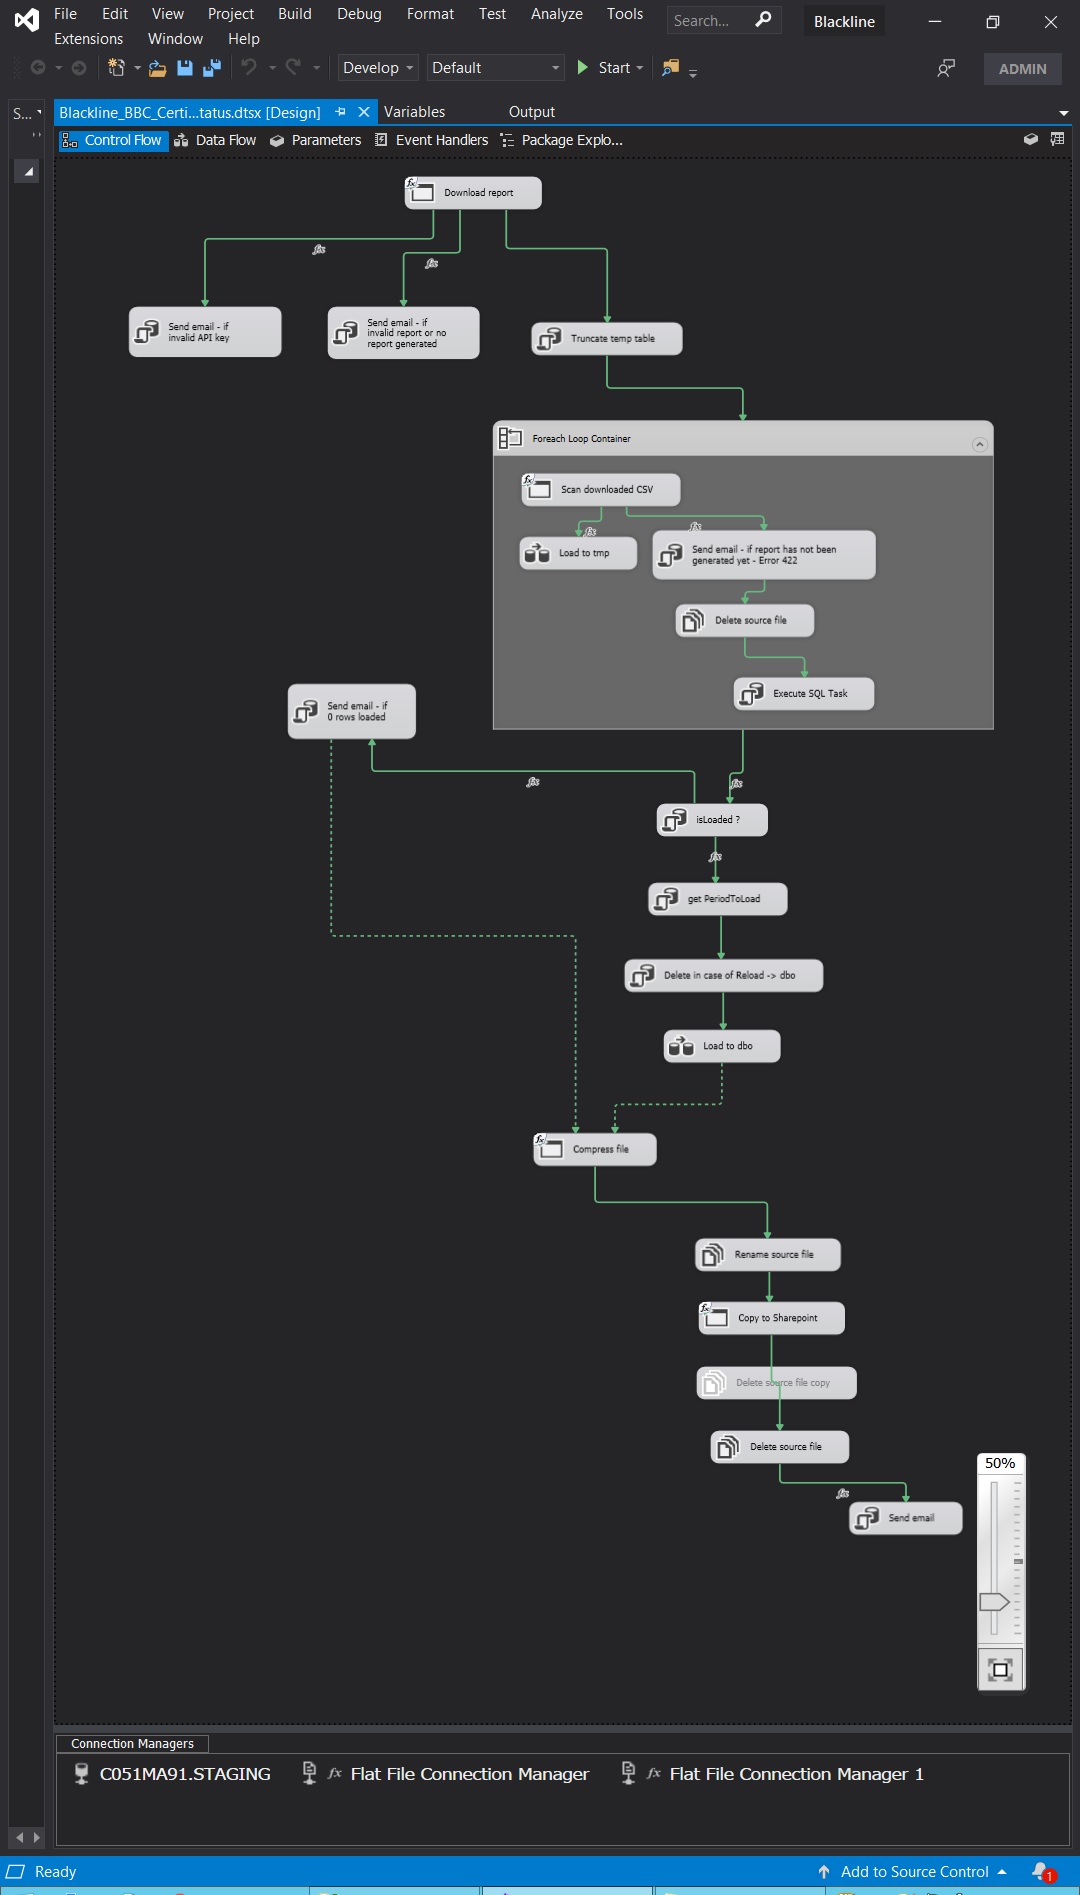 File Edit View Project Build Debug Format Test Analyze Tools Search... Blackline
Extensions Window Help
Develop Default Start ADMIN
S... Blackline_BBC_Certi...tatus.dtsx [Design] Variables Output
Control Flow Data Flow Parameters Event Handlers Package Explo...
fx Download report
fx
fx
Send email - if
invalid API key
Send email - if
invalid report or no
report generated
Truncate temp table
Foreach Loop Container
fx Scan downloaded CSV
fx
fx
Load to tmp
Send email - if report has not been
generated yet - Error 422
Delete source file
Execute SQL Task
Send email - if
0 rows loaded
fx
fx
isLoaded ?
fx
get PeriodToLoad
Delete in case of Reload -> dbo
Load to dbo
fx Compress file
Rename source file
fx Copy to Sharepoint
Delete source file copy
Delete source file
50%
fx
Send email
Connection Managers
C051MA91.STAGING fx Flat File Connection Manager fx Flat File Connection Manager 1
Ready Add to Source Control 1